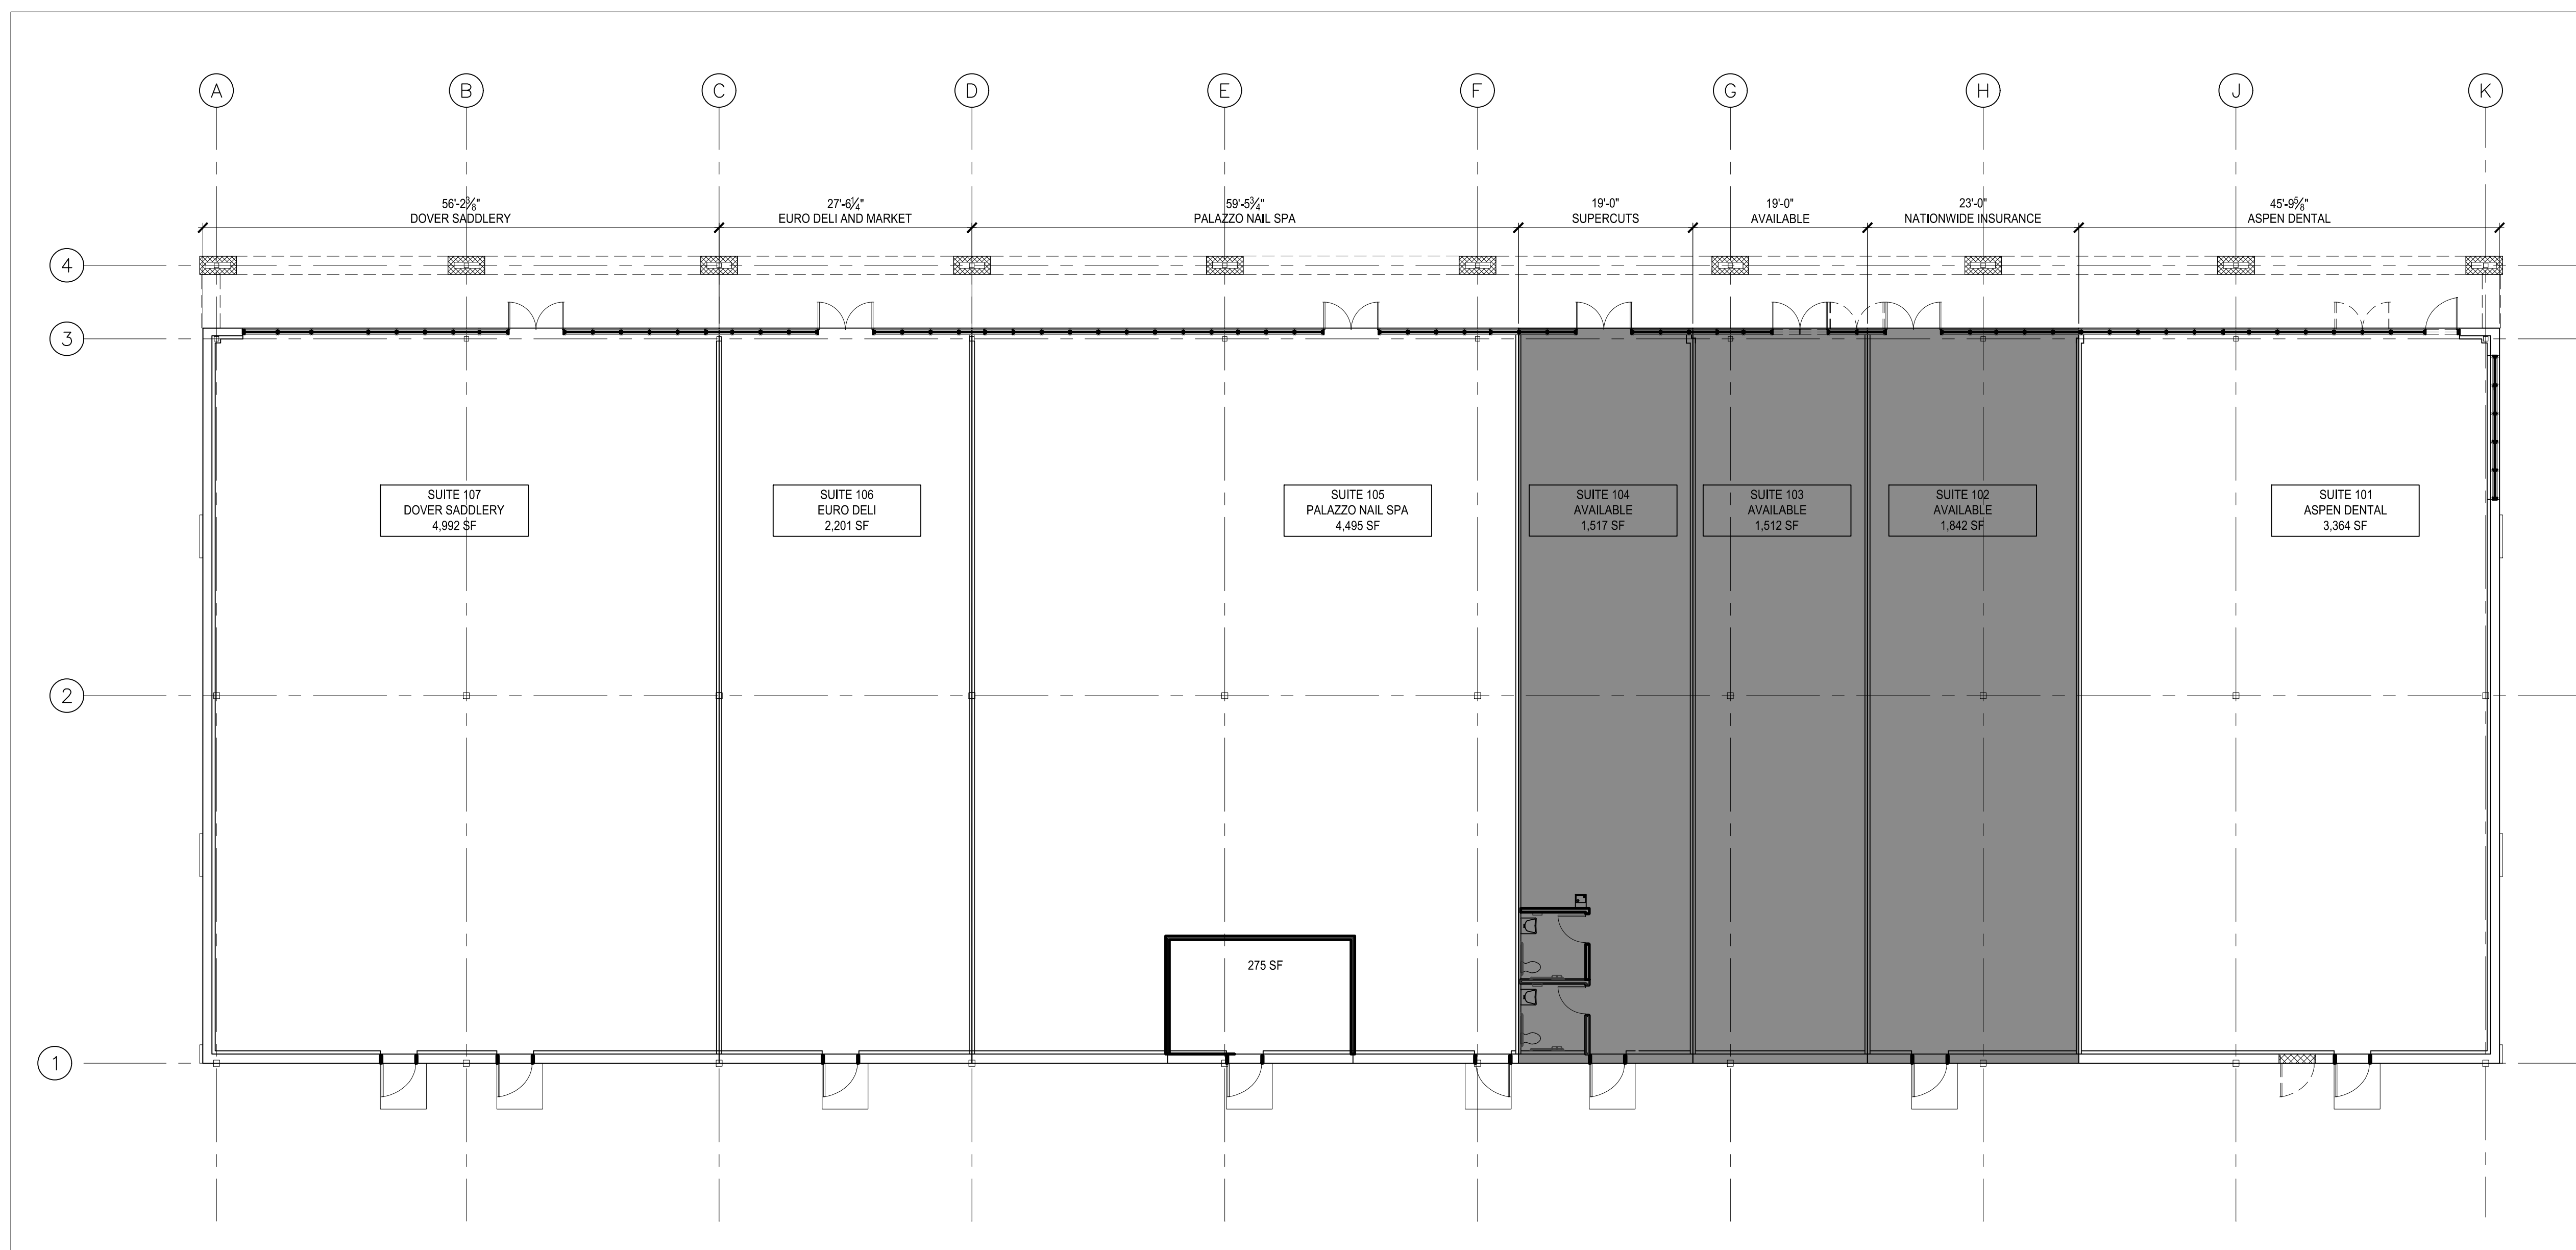 A B C D E F G H J K
56'-2⅜" 27'-6¼" 59'-5¾" 19'-0" 19'-0" 23'-0" 45'-9⅝"
DOVER SADDLERY EURO DELI AND MARKET PALAZZO NAIL SPA SUPERCUTS AVAILABLE NATIONWIDE INSURANCE ASPEN DENTAL
4
3
SUITE 107 SUITE 106 SUITE 105 SUITE 104 SUITE 103 SUITE 102 SUITE 101
DOVER SADDLERY EURO DELI PALAZZO NAIL SPA AVAILABLE AVAILABLE AVAILABLE ASPEN DENTAL
4,992 SF 2,201 SF 4,495 SF 1,517 SF 1,512 SF 1,842 SF 3,364 SF
2
275 SF
1